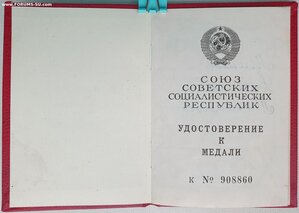 www.FORUMS-SU.com
СОЮЗ
СОВЕТСКИХ
СОЦИАЛИСТИЧЕСКИХ
РЕСПУБЛИК
УДОСТОВЕРЕНИЕ
К
МЕДАЛИ
К № 908860